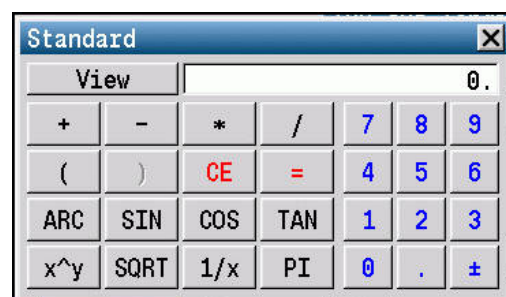 Standard
View 0.
+ - * / 7 8 9
( ) CE = 4 5 6
ARC SIN COS TAN 1 2 3
x^y SQRT 1/x PI 0 . ±